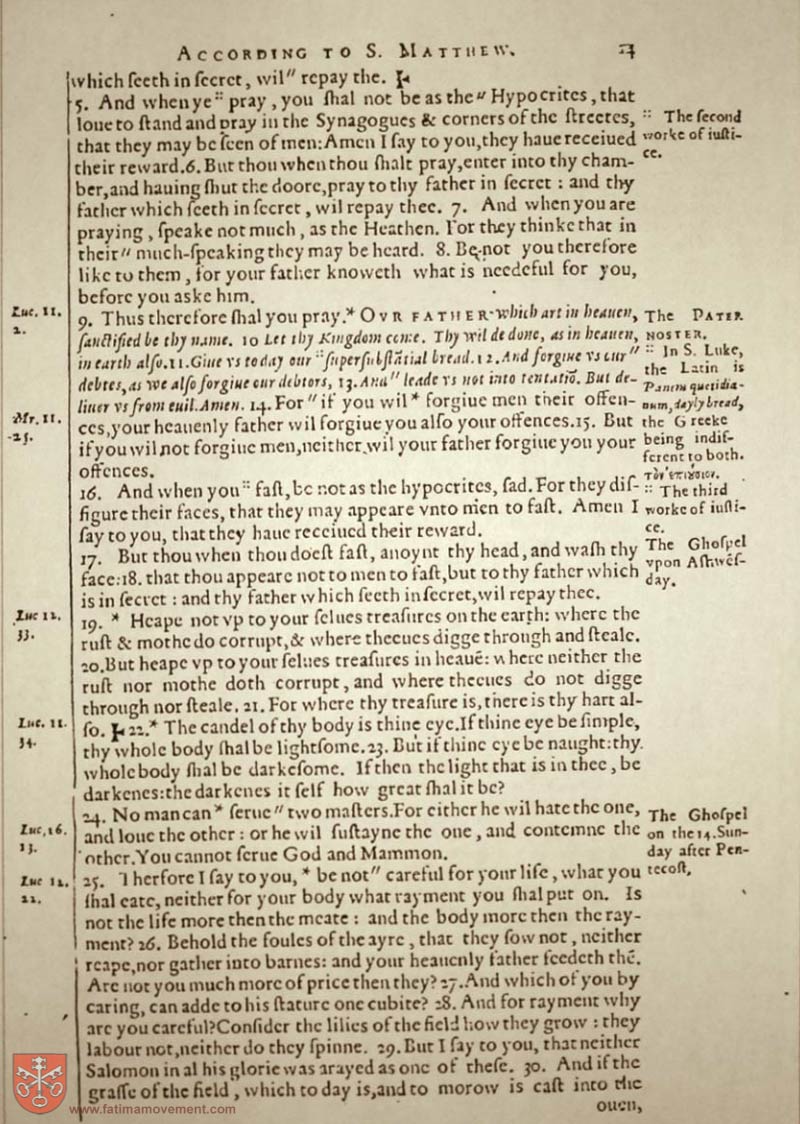 ACCORDING TO S. MATTHEW.
which ſeeth in ſecret, wil" repay the.
5. And when ye :: pray, you ſhal not be as the" Hypocrites, that
loue to ſtand and pray in the Synagogues & corners of the ſtreetes,
that they may be ſeen of men: Amen I ſay to you, they haue receiued
their reward. 6. But thou when thou ſhalt pray, enter into thy cham-
ber, and hauing ſhut the doore, pray to thy father in ſecret : and thy
father which ſeeth in ſecret, wil repay thee. 7. And when you are
praying, ſpeake not much, as the Heathen. For they thinke that in
their" much-ſpeaking they may be heard. 8. Be not you therefore
like to them, for your father knoweth what is needeful for you,
before you aske him.
9. Thus therefore ſhal you pray.* OVR FATHER which art in heauen,
ſanctified be thy name. 10 Let thy Kingdom come. Thy wil de done, as in heauen,
in earth alſo. 11. Giue vs to day our :: ſuperſubſtātial bread. 12. And forgiue vs our"
debtes, as we alſo forgiue our debtors, 13. And" leade vs not into tentatiō. But de-
liuer vs from euil. Amen. 14. For" if you wil* forgiue men their offen-
ces, your heauenly father wil forgiue you alſo your offences. 15. But
if you wil not forgiue men, neither wil your father forgiue you your
offences.
16. And when you :: faſt, be not as the hypocrites, ſad. For they diſ-
figure their faces, that they may appeare vnto men to faſt. Amen I
ſay to you, that they haue receiued their reward.
17. But thou when thou doeſt faſt, anoynt thy head, and waſh thy
face: 18. that thou appeare not to men to faſt, but to thy father which
is in ſecret : and thy father which ſeeth in ſecret, wil repay thee.
19. * Heape not vp to your ſelues treaſures on the earth: where the
ruſt & mothe do corrupt, & where theeues digge through and ſteale.
20. But heape vp to your ſelues treaſures in heauē: where neither the
ruſt nor mothe doth corrupt, and where theeues do not digge
through nor ſteale. 21. For where thy treaſure is, there is thy hart al-
ſo. 22.* The candel of thy body is thine eye. If thine eye be ſimple,
thy whole body ſhal be lightſome. 23. But if thine eye be naught: thy
whole body ſhal be darkeſome. If then the light that is in thee, be
darkenes: the darkenes it ſelf how great ſhal it be?
24. No man can* ſerue" two maſters. For either he wil hate the one,
and loue the other : or he wil ſuſtayne the one, and contemne the
other. You cannot ſerue God and Mammon.
25. Therfore I ſay to you, * be not" careful for your life, what you
ſhal eate, neither for your body what rayment you ſhal put on. Is
not the life more then the meate : and the body more then the ray-
ment? 26. Behold the foules of the ayre, that they ſow not, neither
reape, nor gather into barnes: and your heauenly father feedeth thē.
Are not you much more of price then they? 27. And which of you by
caring, can adde to his ſtature one cubite? 28. And for rayment why
are you careful? Conſider the lilies of the field how they grow : they
labour not, neither do they ſpinne. 29. But I ſay to you, that neither
Salomon in al his glorie was arayed as one of theſe. 30. And if the
graſſe of the field, which to day is, and to morow is caſt into the
ouen,
:: The ſecond
worke of iuſti-
ce.
The PATER
NOSTER.
:: In S. Luke,
the Latin is
Panem quotidia-
num, dayly bread,
the Greeke
being indif-
ferent to both.
τὸν ἐπιούσιον.
:: The third
worke of iuſti-
ce.
The Ghoſpel
vpon Aſhweſ-
day.
The Ghoſpel
on the 14. Sun-
day after Pen-
tecoſt.
Luc. 11.
2.
Mr. 11.
25.
Luc 12.
33.
Luc. 11.
34.
Luc, 16.
13.
Luc 12.
22.
www.fatimamovement.com